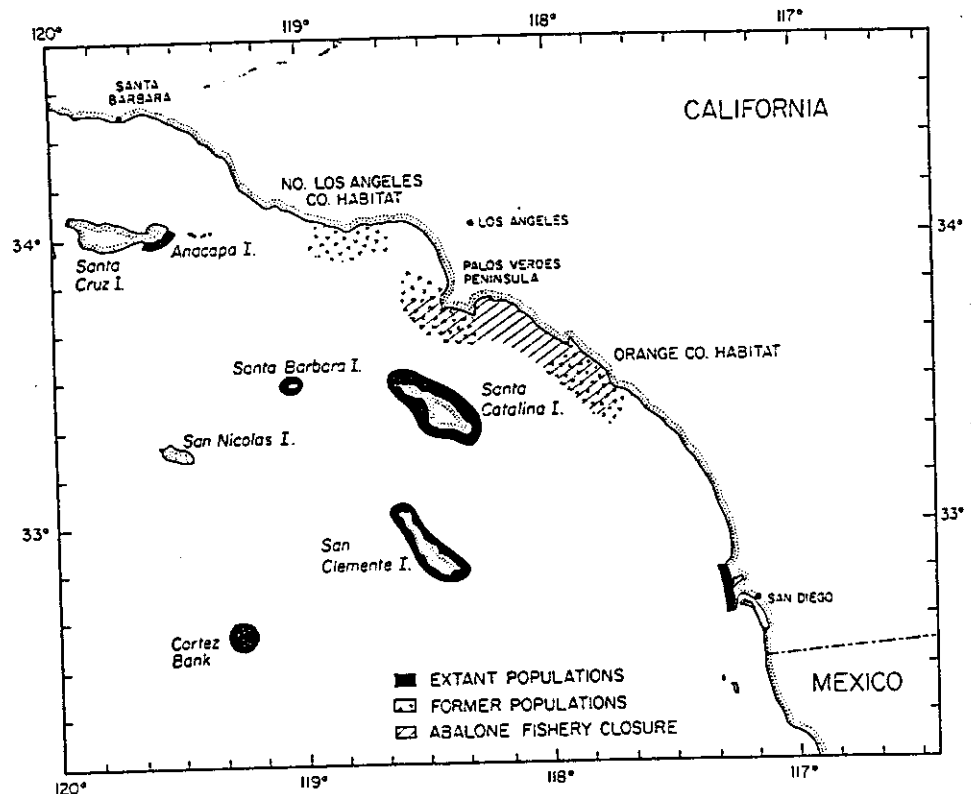 120°
119°
118°
117°
SANTA
BARBARA
CALIFORNIA
NO. LOS ANGELES
CO. HABITAT
LOS ANGELES
34°
34°
Anacapa I.
Santa
Cruz I.
PALOS VERDES
PENINSULA
ORANGE CO. HABITAT
Santa Barbara I.
Santa
Catalina I.
San Nicolas I.
33°
33°
San
Clemente I.
SAN DIEGO
Cortez
Bank
EXTANT POPULATIONS
FORMER POPULATIONS
ABALONE FISHERY CLOSURE
MEXICO
120°
119°
118°
117°